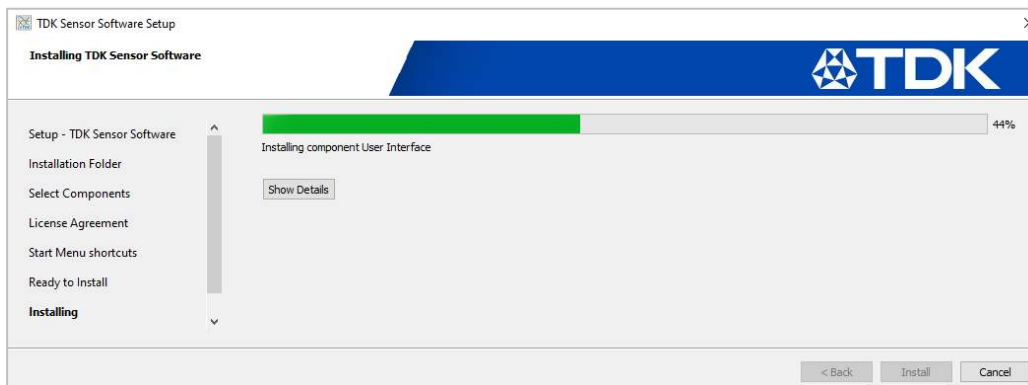 TDK Sensor Software Setup
Installing TDK Sensor Software
TDK
Setup - TDK Sensor Software
Installation Folder
Select Components
License Agreement
Start Menu shortcuts
Ready to Install
Installing
44%
Installing component User Interface
Show Details
< Back
Install
Cancel